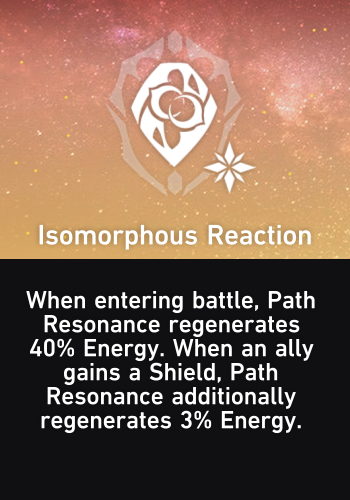 Isomorphous Reaction
When entering battle, Path
Resonance regenerates
40% Energy. When an ally
gains a Shield, Path
Resonance additionally
regenerates 3% Energy.